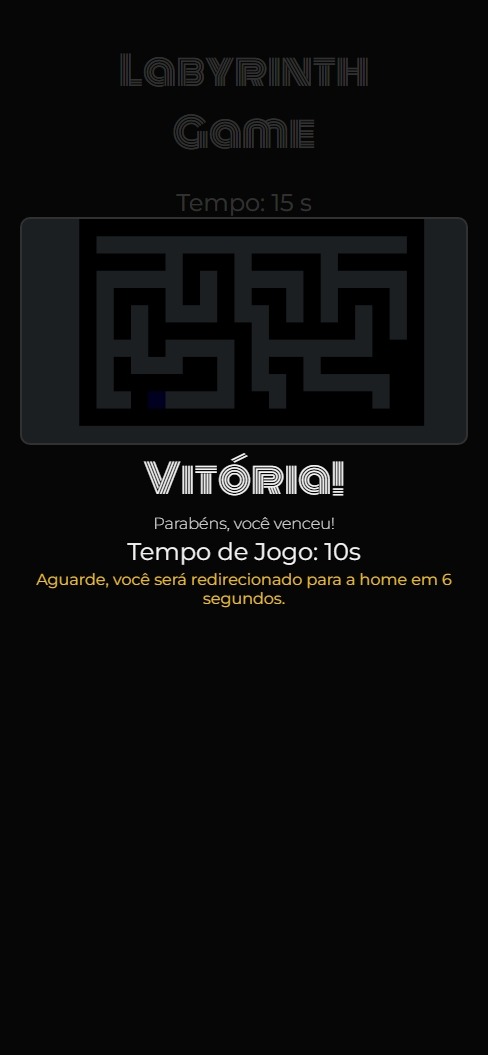 Labyrinth
Game
Tempo: 15 s
Vitória!
Parabéns, você venceu!
Tempo de Jogo: 10s
Aguarde, você será redirecionado para a home em 6
segundos.